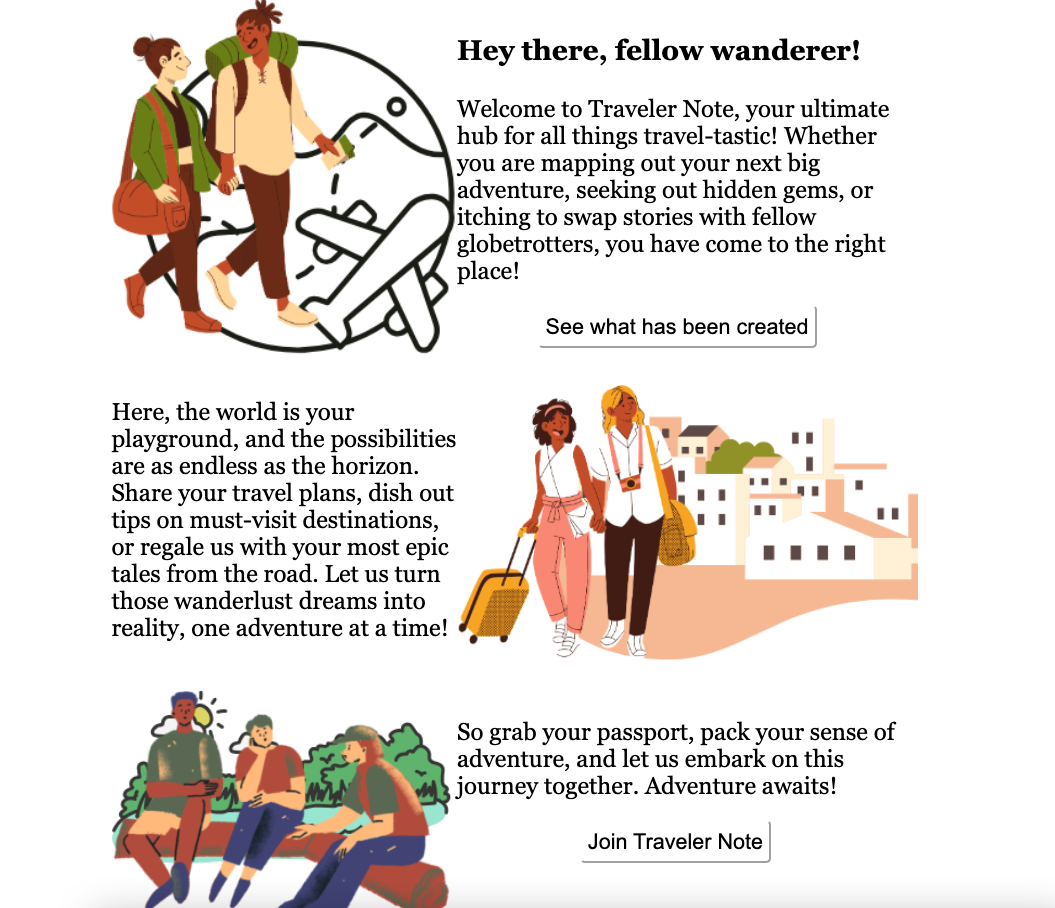 Hey there, fellow wanderer!
Welcome to Traveler Note, your ultimate
hub for all things travel-tastic! Whether
you are mapping out your next big
adventure, seeking out hidden gems, or
itching to swap stories with fellow
globetrotters, you have come to the right
place!
See what has been created
Here, the world is your
playground, and the possibilities
are as endless as the horizon.
Share your travel plans, dish out
tips on must-visit destinations,
or regale us with your most epic
tales from the road. Let us turn
those wanderlust dreams into
reality, one adventure at a time!
So grab your passport, pack your sense of
adventure, and let us embark on this
journey together. Adventure awaits!
Join Traveler Note